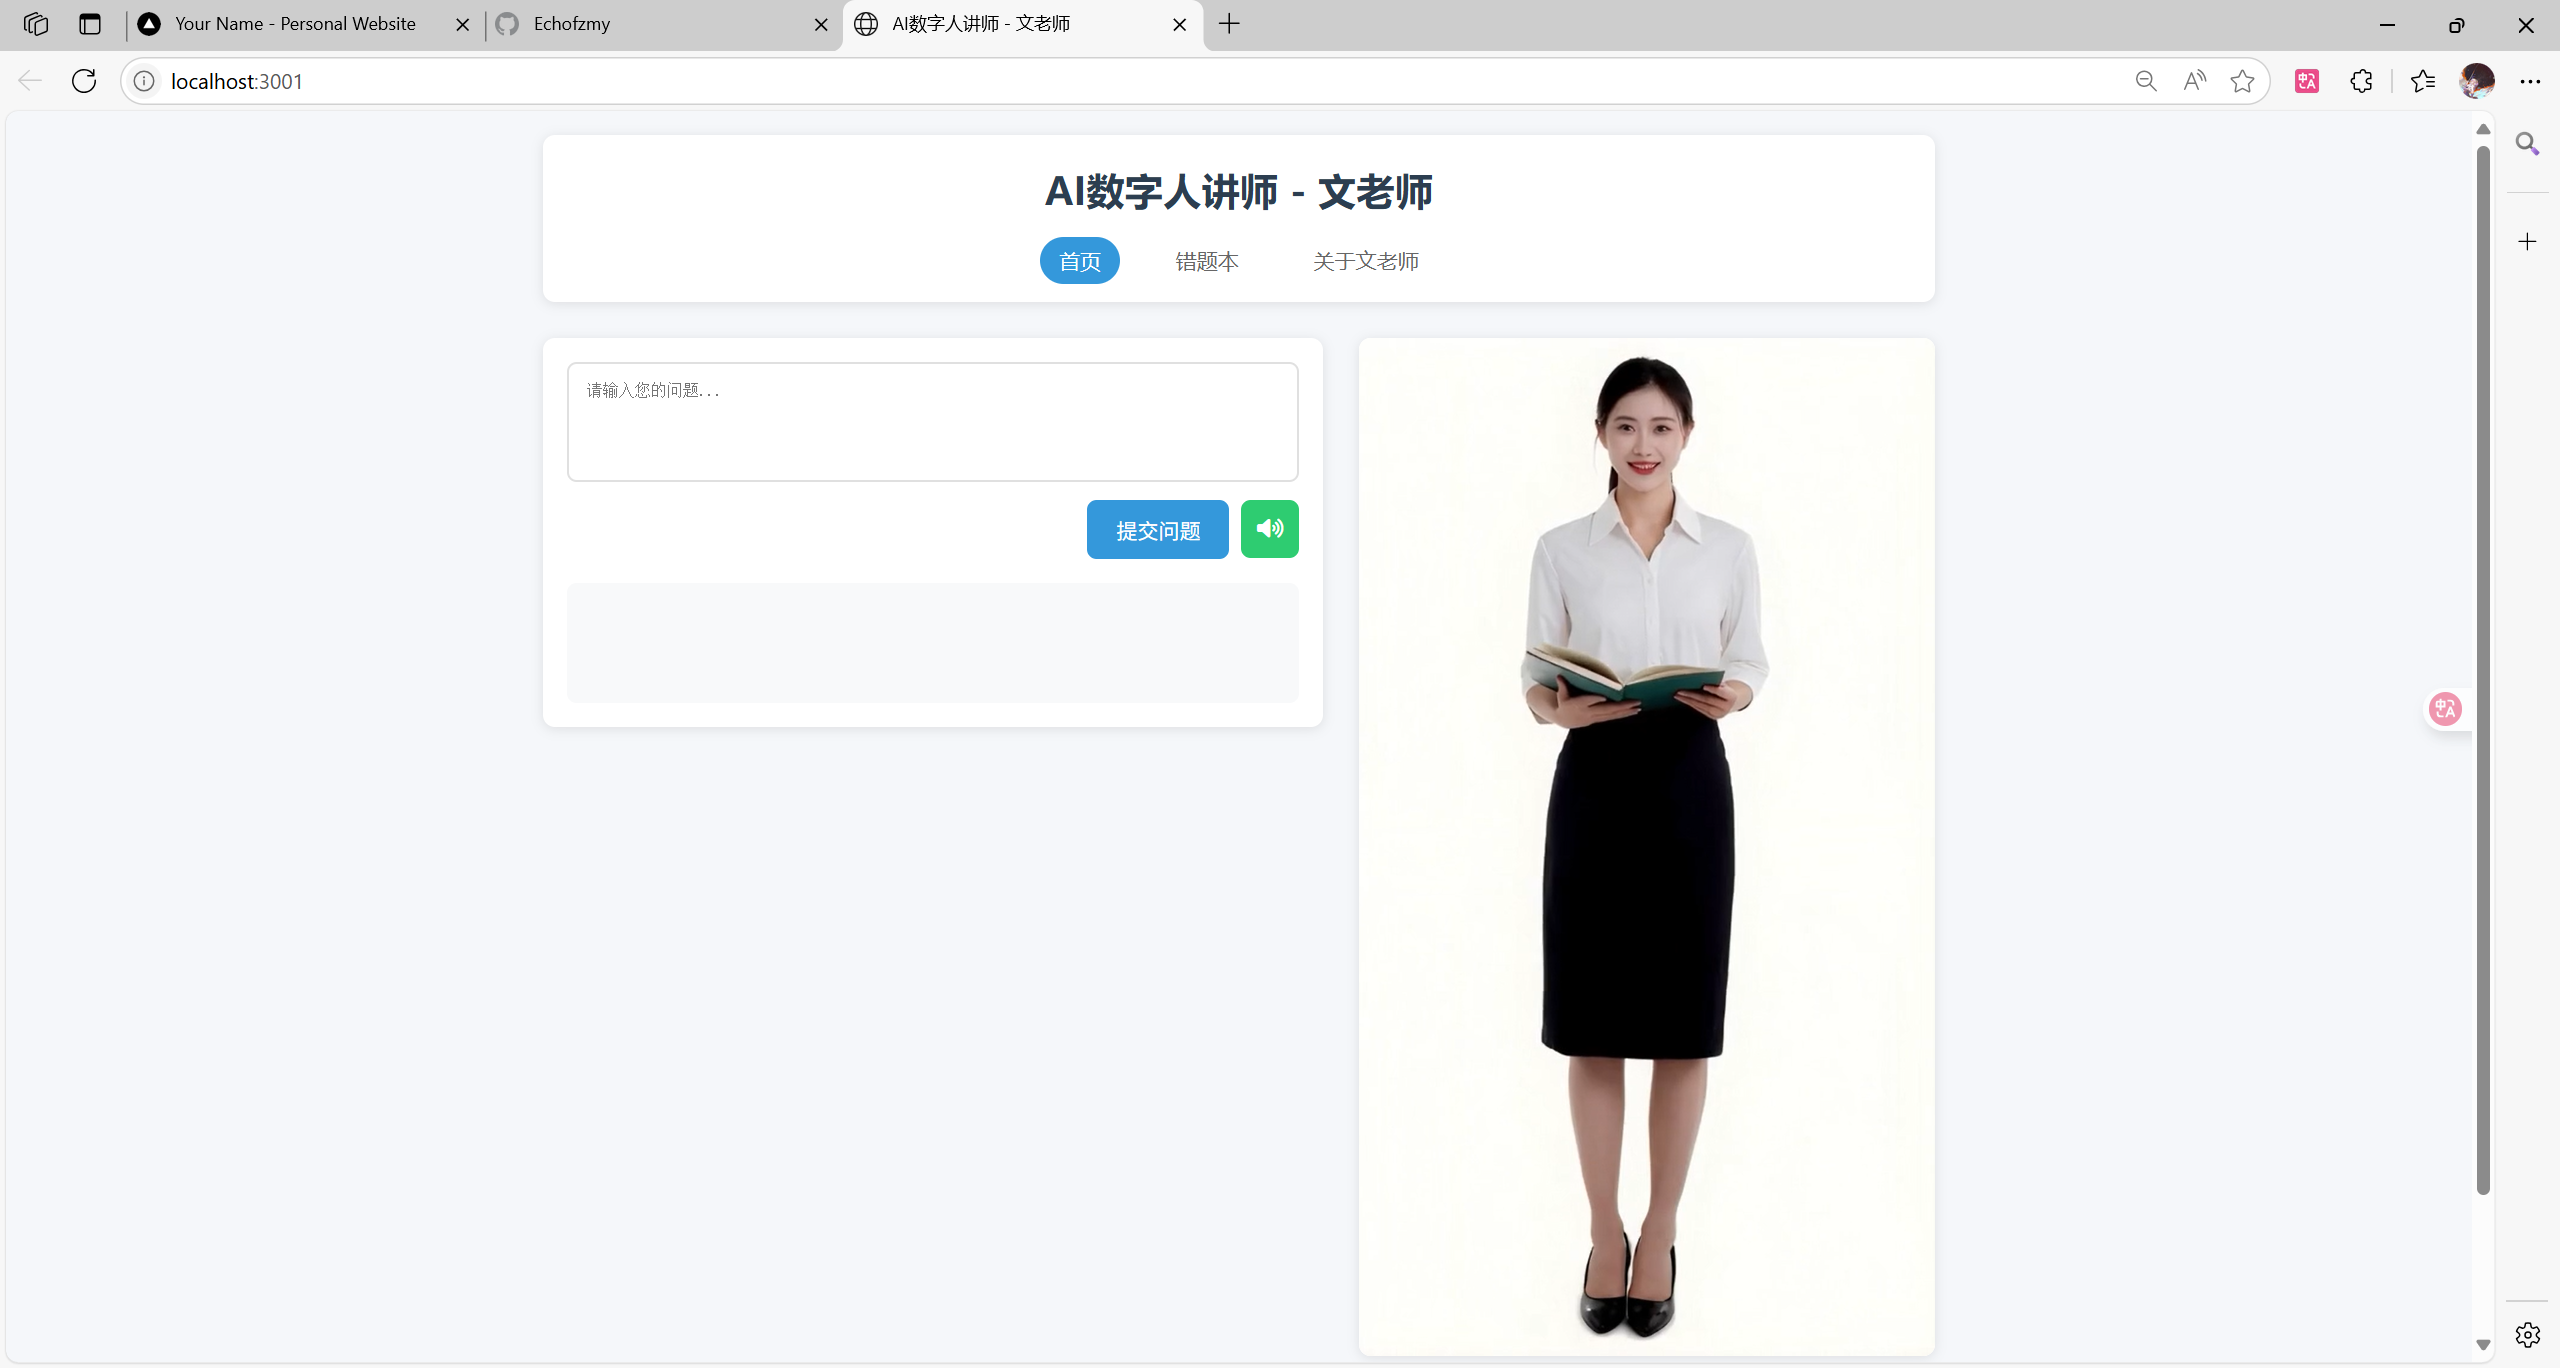 Your Name - Personal Website
Echofzmy
AI数字人讲师 - 文老师
localhost:3001
AI数字人讲师 - 文老师
首页
错题本
关于文老师
请输入您的问题...
提交问题